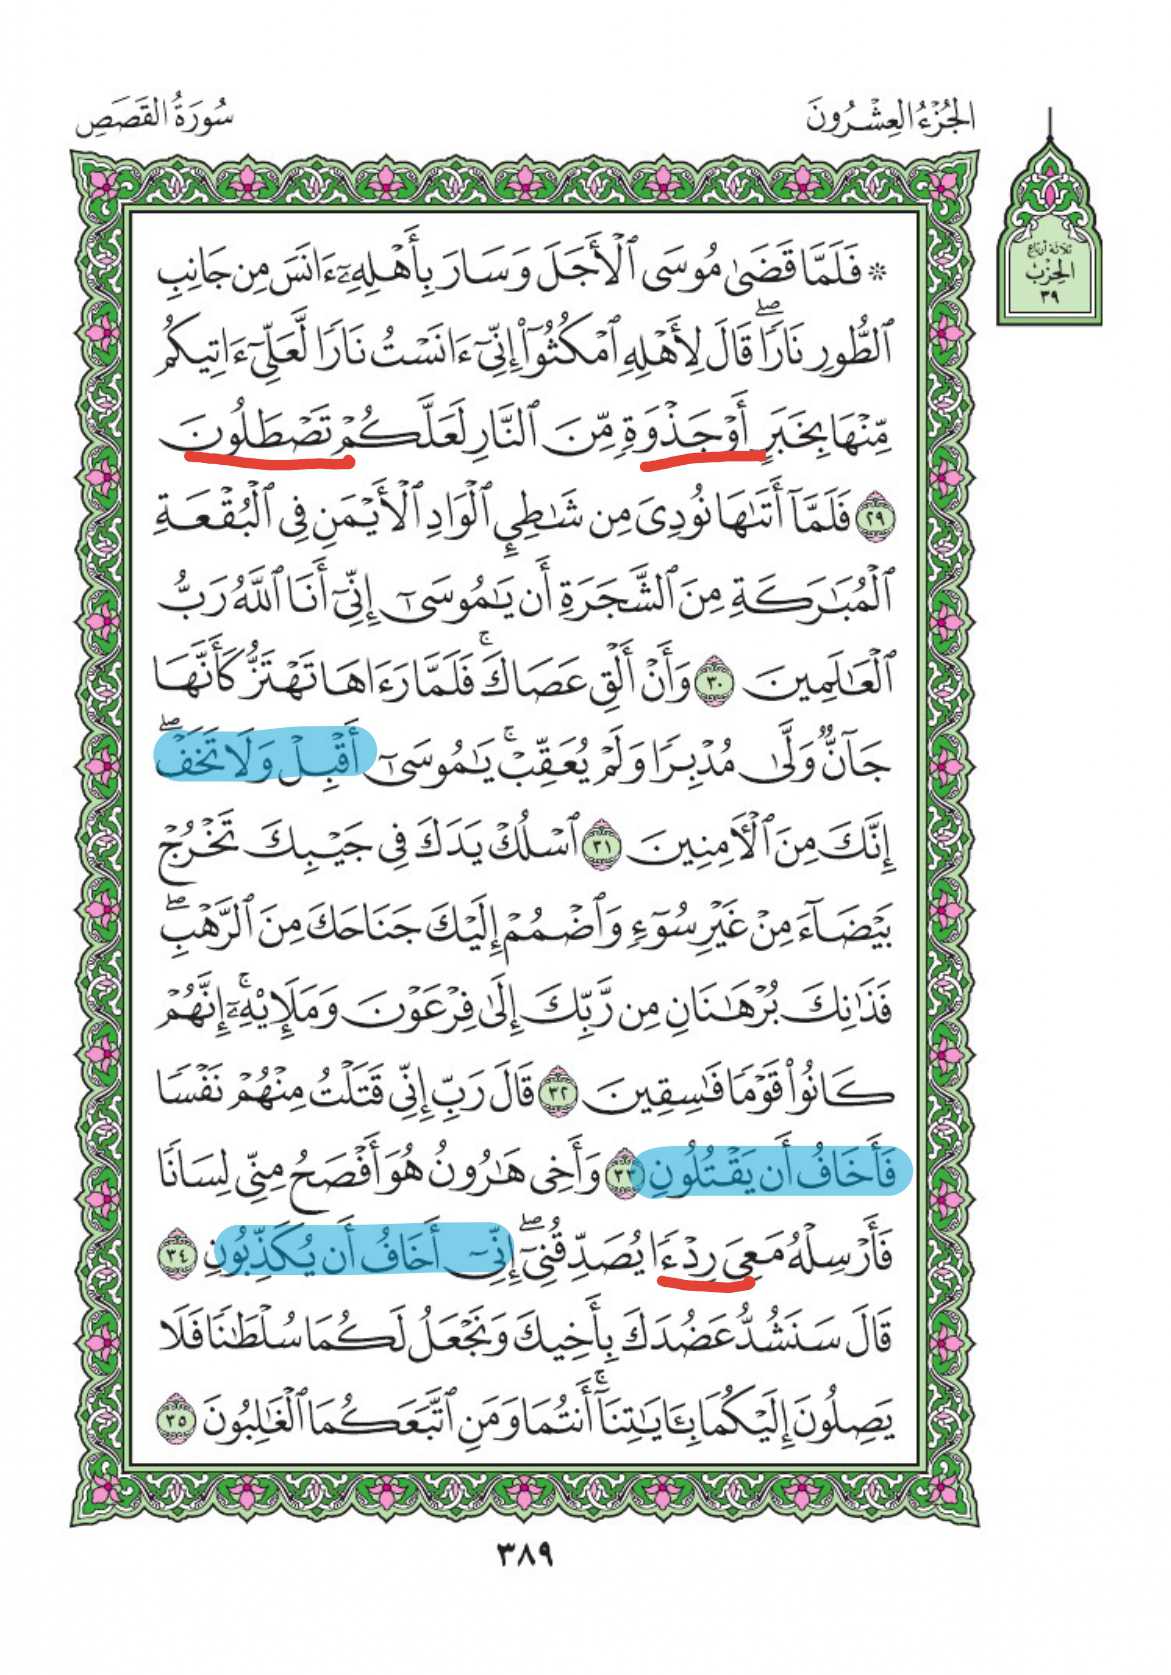 الجُزْءُ العِشْرُونَ
سُورَةُ القَصَصِ
ثلاثة أرباع
الحِزْب
٣٩
۞ فَلَمَّا قَضَىٰ مُوسَى ٱلْأَجَلَ وَسَارَ بِأَهْلِهِۦٓ ءَانَسَ مِن جَانِبِ
ٱلطُّورِ نَارًاۖ قَالَ لِأَهْلِهِ ٱمْكُثُوٓا۟ إِنِّىٓ ءَانَسْتُ نَارًا لَّعَلِّىٓ ءَاتِيكُم
مِّنْهَا بِخَبَرٍ أَوْ جَذْوَةٍ مِّنَ ٱلنَّارِ لَعَلَّكُمْ تَصْطَلُونَ
٢٩ فَلَمَّآ أَتَىٰهَا نُودِىَ مِن شَٰطِئِ ٱلْوَادِ ٱلْأَيْمَنِ فِى ٱلْبُقْعَةِ
ٱلْمُبَٰرَكَةِ مِنَ ٱلشَّجَرَةِ أَن يَٰمُوسَىٰٓ إِنِّىٓ أَنَا ٱللَّهُ رَبُّ
ٱلْعَٰلَمِينَ ٣٠ وَأَنْ أَلْقِ عَصَاكَۚ فَلَمَّا رَءَاهَا تَهْتَزُّ كَأَنَّهَا
جَآنٌّ وَلَّىٰ مُدْبِرًا وَلَمْ يُعَقِّبْۚ يَٰمُوسَىٰٓ أَقْبِلْ وَلَا تَخَفْۖ
إِنَّكَ مِنَ ٱلْءَامِنِينَ ٣١ ٱسْلُكْ يَدَكَ فِى جَيْبِكَ تَخْرُجْ
بَيْضَآءَ مِنْ غَيْرِ سُوٓءٍ وَٱضْمُمْ إِلَيْكَ جَنَاحَكَ مِنَ ٱلرَّهْبِۖ
فَذَٰنِكَ بُرْهَٰنَانِ مِن رَّبِّكَ إِلَىٰ فِرْعَوْنَ وَمَلَإِي۟هِۦٓۚ إِنَّهُمْ
كَانُوا۟ قَوْمًا فَٰسِقِينَ ٣٢ قَالَ رَبِّ إِنِّى قَتَلْتُ مِنْهُمْ نَفْسًا
فَأَخَافُ أَن يَقْتُلُونِ ٣٣ وَأَخِى هَٰرُونُ هُوَ أَفْصَحُ مِنِّى لِسَانًا
فَأَرْسِلْهُ مَعِىَ رِدْءًا يُصَدِّقُنِىٓۖ إِنِّىٓ أَخَافُ أَن يُكَذِّبُونِ ٣٤
قَالَ سَنَشُدُّ عَضُدَكَ بِأَخِيكَ وَنَجْعَلُ لَكُمَا سُلْطَٰنًا فَلَا
يَصِلُونَ إِلَيْكُمَا بِـَٔايَٰتِنَآۚ أَنتُمَا وَمَنِ ٱتَّبَعَكُمَا ٱلْغَٰلِبُونَ ٣٥
٣٨٩